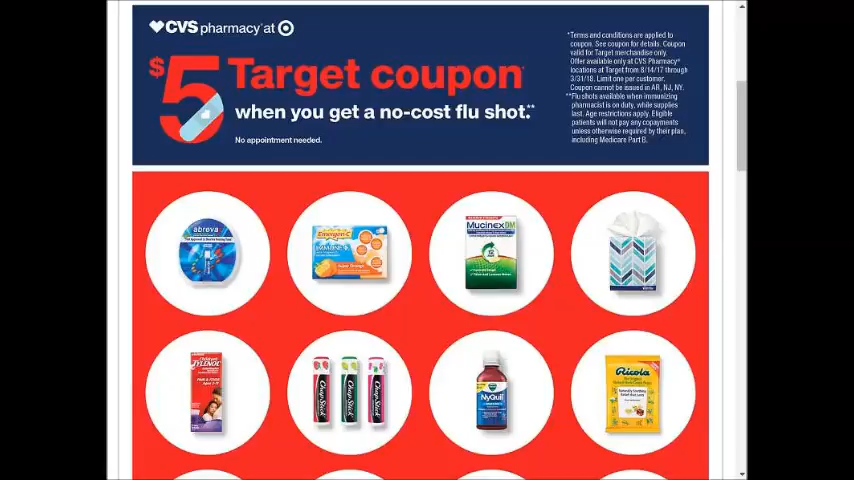 CVS pharmacy® at
$5 Target coupon*
when you get a no-cost flu shot.**
No appointment needed.
*Terms and conditions are applied to
coupon. See coupon for details. Coupon
valid for Target merchandise only.
Offer available only at CVS Pharmacy®
locations at Target from 8/14/17 through
3/31/18. Limit one per customer.
Coupon cannot be issued in AR, NJ, NY.
**Flu shots available when immunizing
pharmacist is on duty, while supplies
last. Age restrictions apply. Eligible
patients will not pay any copayments
unless otherwise required by their plan,
including Medicare Part B.
abreva
Emergen-C
Mucinex DM
TYLENOL
ChapStick
ChapStick
ChapStick
VICKS
NyQuil
Ricola